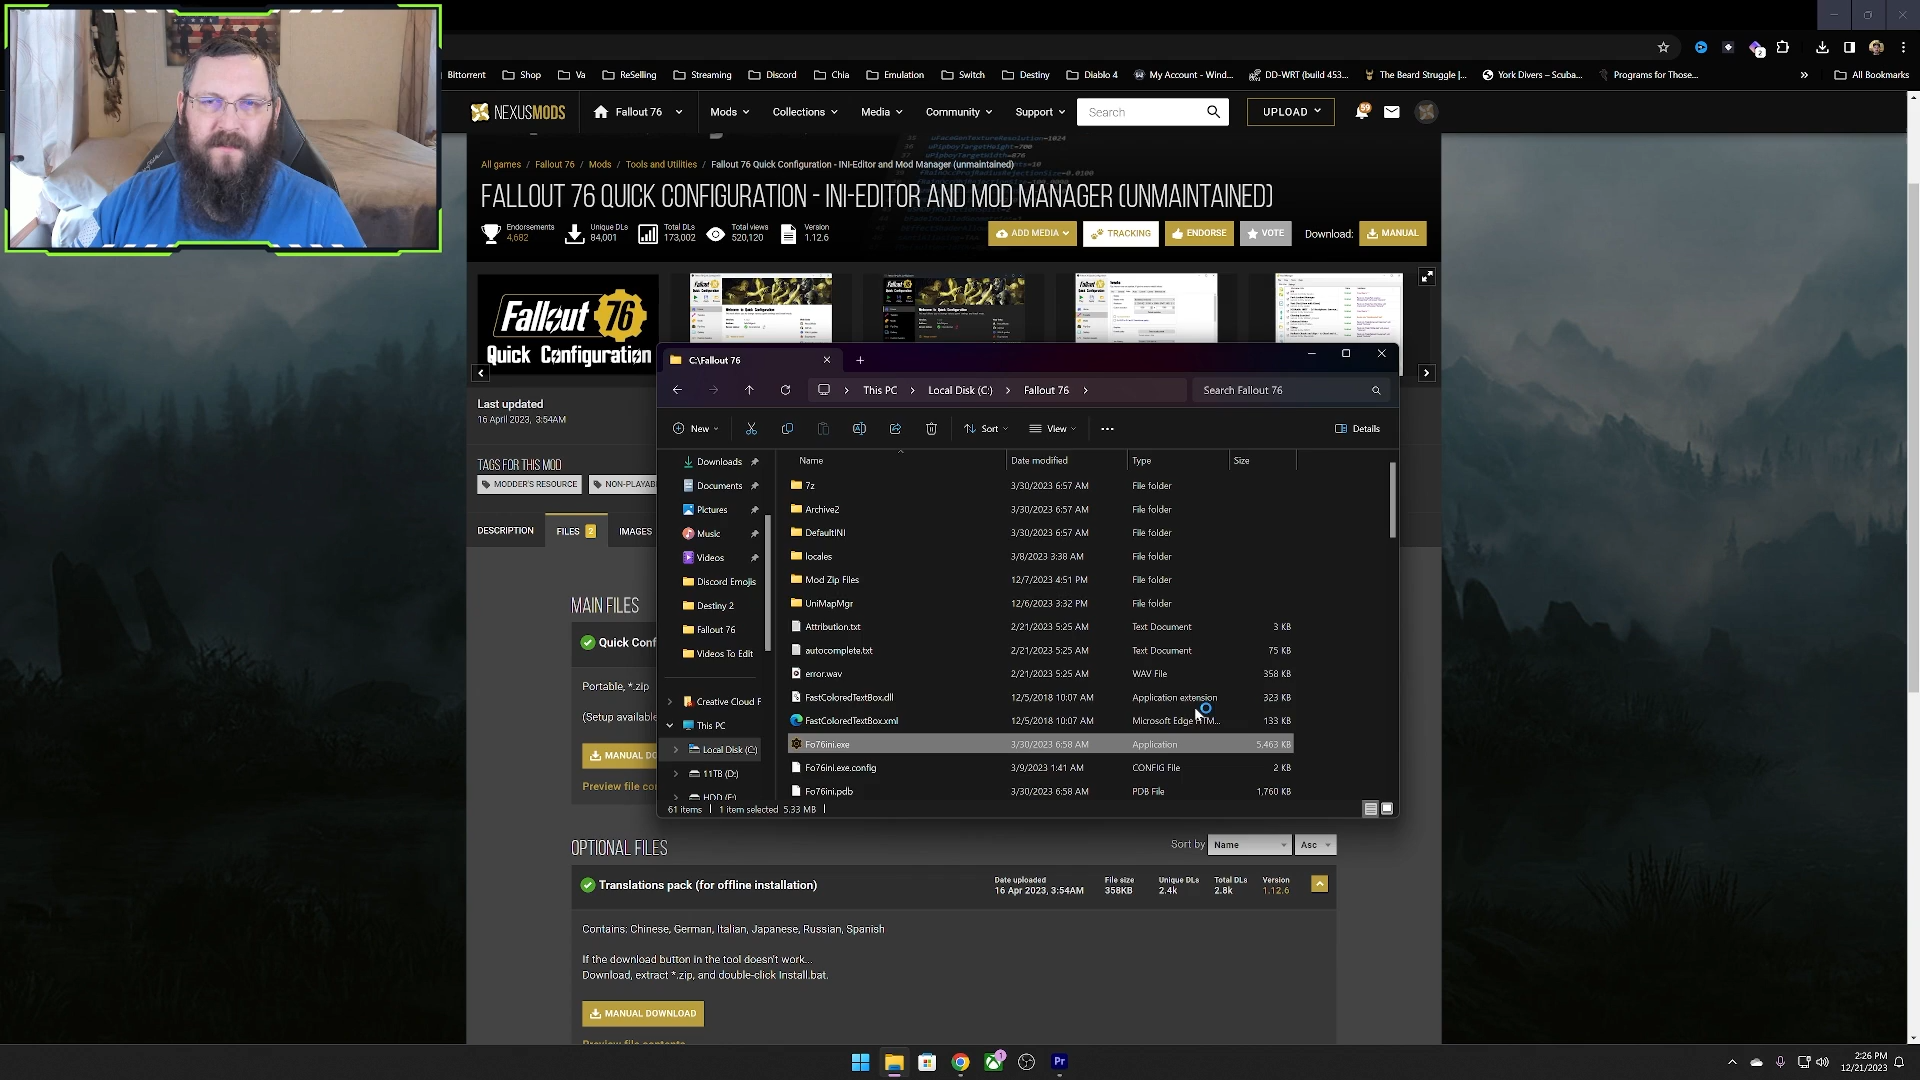 Bittorrent
Shop
Va
ReSelling
Streaming
Discord
Chia
Emulation
Switch
Destiny
Diablo 4
My Account - Wind...
DD-WRT (build 453...
The Beard Struggle |...
York Divers – Scuba...
Programs for Those...
»
All Bookmarks
NEXUSMODS
Fallout 76
Mods
Collections
Media
Community
Support
Search
UPLOAD
59
All games / Fallout 76 / Mods / Tools and Utilities / Fallout 76 Quick Configuration - INI-Editor and Mod Manager (unmaintained)
FALLOUT 76 QUICK CONFIGURATION - INI-EDITOR AND MOD MANAGER (UNMAINTAINED)
Endorsements
4,682
Unique DLs
84,001
Total DLs
173,002
Total views
520,120
Version
1.12.6
ADD MEDIA
TRACKING
ENDORSE
VOTE
Download:
MANUAL
Fallout 76
Quick Configuration
Last updated
16 April 2023, 3:54AM
TAGS FOR THIS MOD
MODDER'S RESOURCE
NON-PLAYAB
DESCRIPTION
FILES 2
IMAGES
MAIN FILES
Quick Conf
Portable, *.zip
(Setup available
MANUAL DO
Preview file co
C:\Fallout 76
This PC > Local Disk (C:) > Fallout 76 >
Search Fallout 76
New
Sort
View
Details
Downloads
Documents
Pictures
Music
Videos
Discord Emojis
Destiny 2
Fallout 76
Videos To Edit
Creative Cloud F
This PC
Local Disk (C:)
11TB (D:)
HDD (E:)
Name Date modified Type Size
7z 3/30/2023 6:57 AM File folder
Archive2 3/30/2023 6:57 AM File folder
DefaultINI 3/30/2023 6:57 AM File folder
locales 3/8/2023 3:38 AM File folder
Mod Zip Files 12/7/2023 4:51 PM File folder
UniMapMgr 12/6/2023 3:32 PM File folder
Attribution.txt 2/21/2023 5:25 AM Text Document 3 KB
autocomplete.txt 2/21/2023 5:25 AM Text Document 75 KB
error.wav 2/21/2023 5:25 AM WAV File 358 KB
FastColoredTextBox.dll 12/5/2018 10:07 AM Application extension 323 KB
FastColoredTextBox.xml 12/5/2018 10:07 AM Microsoft Edge HTM... 133 KB
Fo76ini.exe 3/30/2023 6:58 AM Application 5,463 KB
Fo76ini.exe.config 3/9/2023 1:41 AM CONFIG File 2 KB
Fo76ini.pdb 3/30/2023 6:58 AM PDB File 1,760 KB
61 items | 1 item selected 5.33 MB |
OPTIONAL FILES
Sort by Name Asc
Translations pack (for offline installation)
Date uploaded
16 Apr 2023, 3:54AM
File size
358KB
Unique DLs
2.4k
Total DLs
2.8k
Version
1.12.6
Contains: Chinese, German, Italian, Japanese, Russian, Spanish
If the download button in the tool doesn't work...
Download, extract *.zip, and double-click Install.bat.
MANUAL DOWNLOAD
Preview file contents
2:26 PM
12/21/2023